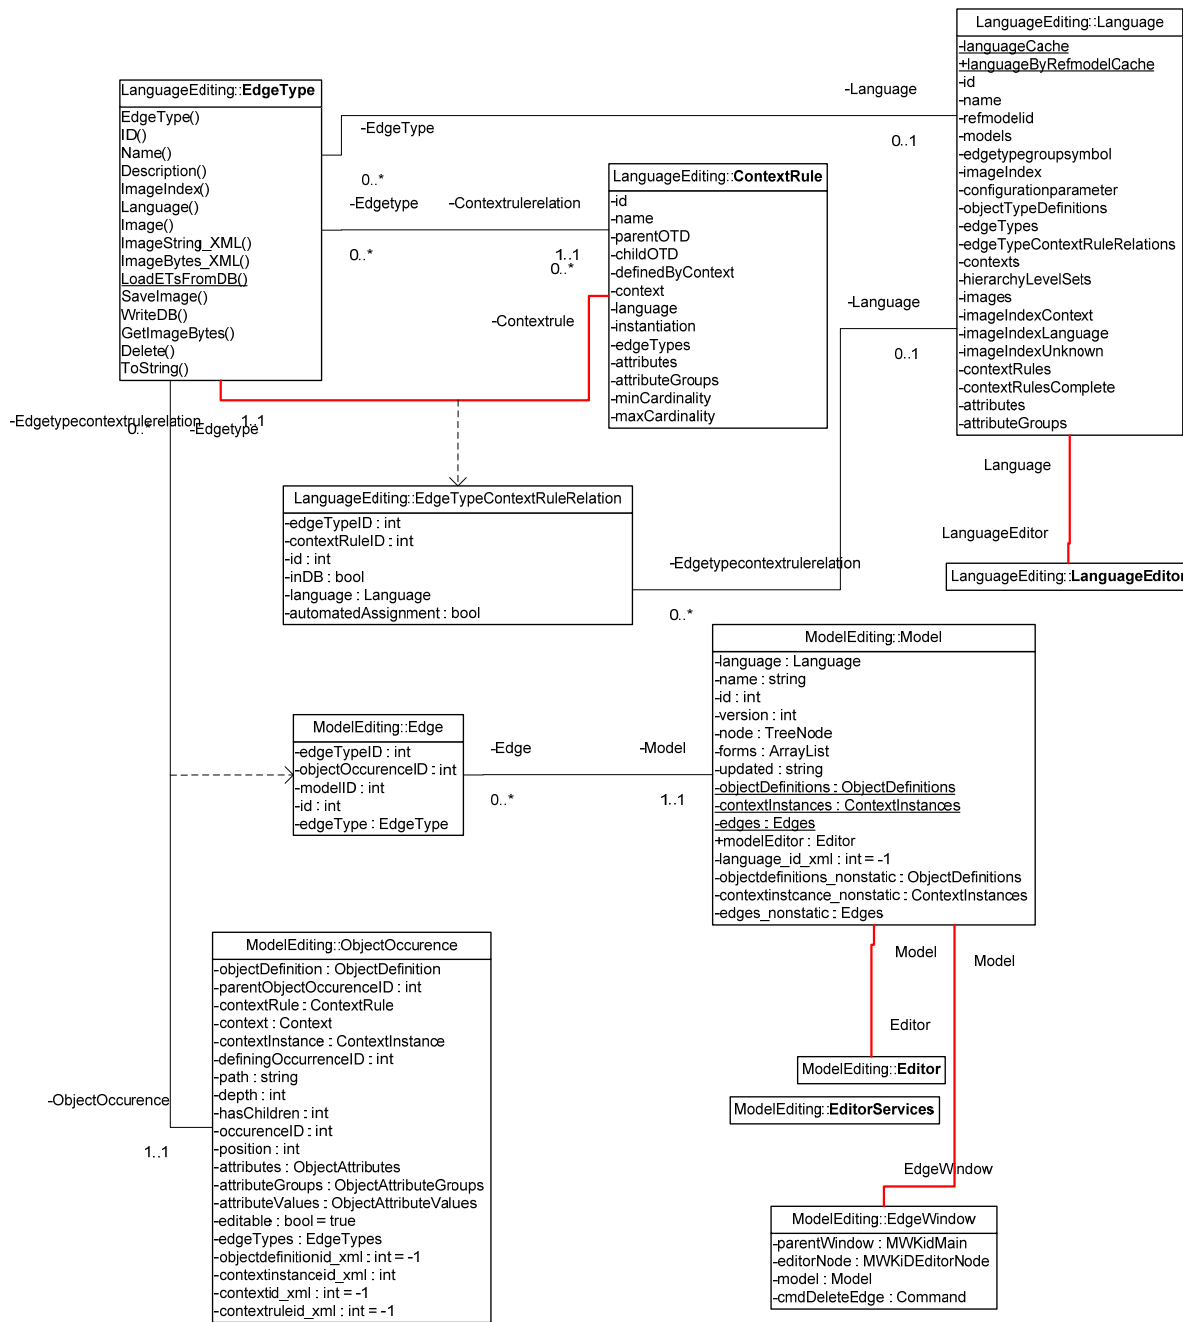 LanguageEditing::Language
-languageCache
+languageByRefmodelCache
-id
-name
-refmodelid
-models
-edgetypegroupsymbol
-imageIndex
-configurationparameter
-objectTypeDefinitions
-edgeTypes
-edgeTypeContextRuleRelations
-contexts
-hierarchyLevelSets
-images
-imageIndexContext
-imageIndexLanguage
-imageIndexUnknown
-contextRules
-contextRulesComplete
-attributes
-attributeGroups
LanguageEditing::EdgeType
EdgeType()
ID()
Name()
Description()
ImageIndex()
Language()
Image()
ImageString_XML()
ImageBytes_XML()
LoadETsFromDB()
SaveImage()
WriteDB()
GetImageBytes()
Delete()
ToString()
-Language
-EdgeType
0..1
0..*
-Edgetype
-Contextrulerelation
0..*
1..1
0..*
LanguageEditing::ContextRule
-id
-name
-parentOTD
-childOTD
-definedByContext
-context
-language
-instantiation
-edgeTypes
-attributes
-attributeGroups
-minCardinality
-maxCardinality
-Contextrule
-Language
0..1
-Edgetypecontextrulerelation
0..*
-Edgetype
1..1
Language
LanguageEditor
LanguageEditing::LanguageEditor
LanguageEditing::EdgeTypeContextRuleRelation
-edgeTypeID : int
-contextRuleID : int
-id : int
-inDB : bool
-language : Language
-automatedAssignment : bool
-Edgetypecontextrulerelation
0..*
ModelEditing::Model
-language : Language
-name : string
-id : int
-version : int
-node : TreeNode
-forms : ArrayList
-updated : string
-objectDefinitions : ObjectDefinitions
-contextInstances : ContextInstances
-edges : Edges
+modelEditor : Editor
-language_id_xml : int = -1
-objectdefinitions_nonstatic : ObjectDefinitions
-contextinstcance_nonstatic : ContextInstances
-edges_nonstatic : Edges
ModelEditing::Edge
-edgeTypeID : int
-objectOccurenceID : int
-modelID : int
-id : int
-edgeType : EdgeType
-Edge
-Model
0..*
1..1
ModelEditing::ObjectOccurence
-objectDefinition : ObjectDefinition
-parentObjectOccurenceID : int
-contextRule : ContextRule
-context : Context
-contextInstance : ContextInstance
-definingOccurrenceID : int
-path : string
-depth : int
-hasChildren : int
-occurenceID : int
-position : int
-attributes : ObjectAttributes
-attributeGroups : ObjectAttributeGroups
-attributeValues : ObjectAttributeValues
-editable : bool = true
-edgeTypes : EdgeTypes
-objectdefinitionid_xml : int = -1
-contextinstanceid_xml : int
-contextid_xml : int = -1
-contextruleid_xml : int = -1
-ObjectOccurence
1..1
Model
Model
Editor
ModelEditing::Editor
ModelEditing::EditorServices
EdgeWindow
ModelEditing::EdgeWindow
-parentWindow : MWKidMain
-editorNode : MWKiDEditorNode
-model : Model
-cmdDeleteEdge : Command